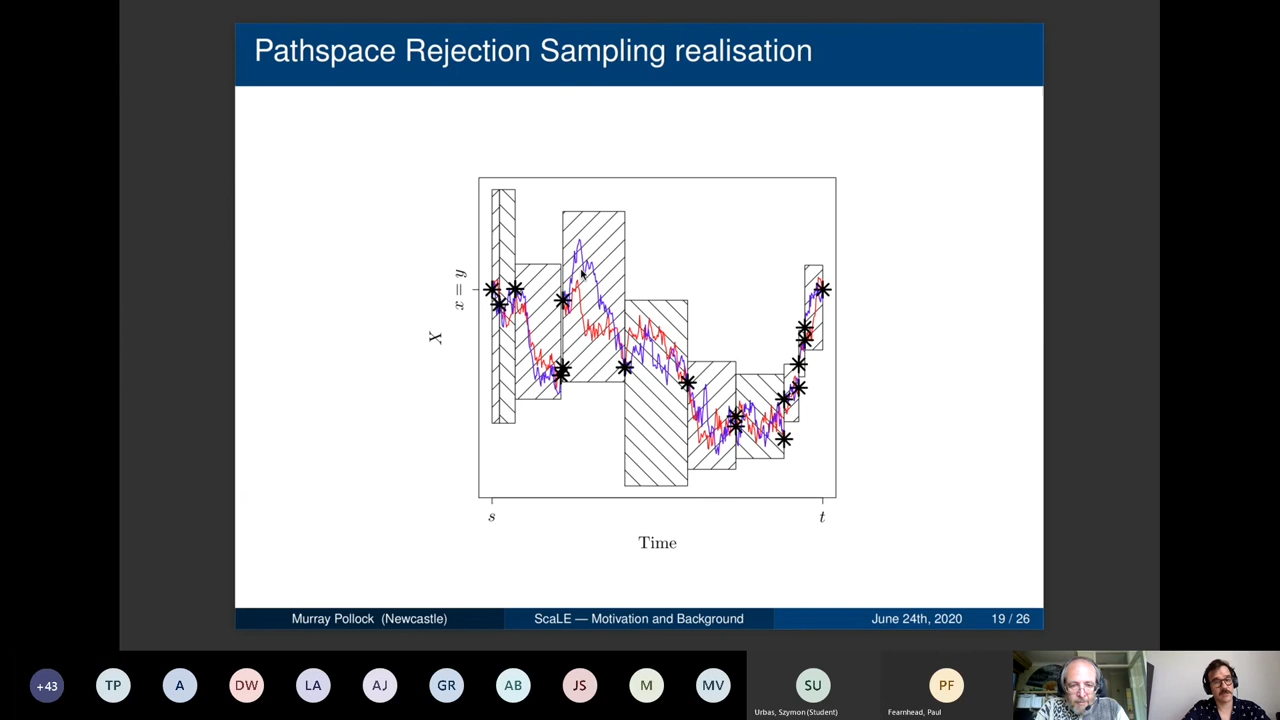 Pathspace Rejection Sampling realisation
x = y
X
s
t
Time
Murray Pollock (Newcastle)
ScaLE — Motivation and Background
June 24th, 2020
19 / 26
+43
TP
A
DW
LA
AJ
GR
AB
JS
M
MV
SU
PF
Urbas, Szymon (Student)
Fearnhead, Paul